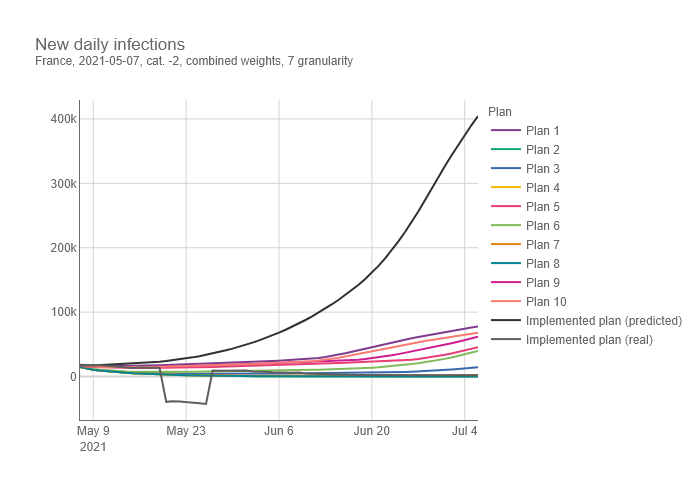 New daily infections
France, 2021-05-07, cat. -2, combined weights, 7 granularity
Plan
400k
300k
200k
100k
0
May 9
2021
May 23
Jun 6
Jun 20
Jul 4
Plan 1
Plan 2
Plan 3
Plan 4
Plan 5
Plan 6
Plan 7
Plan 8
Plan 9
Plan 10
Implemented plan (predicted)
Implemented plan (real)